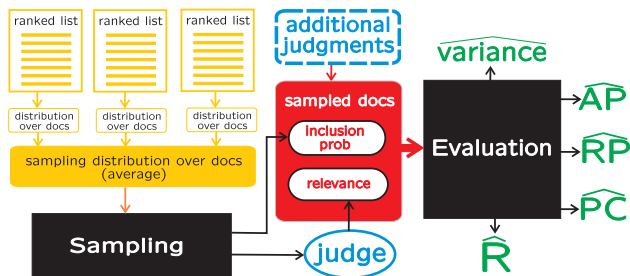 ranked list
ranked list
ranked list
distribution
over docs
distribution
over docs
distribution
over docs
sampling distribution over docs
(average)
Sampling
additional
judgments
sampled docs
inclusion
prob
relevance
judge
variance
Evaluation
AP
RP
PC
R